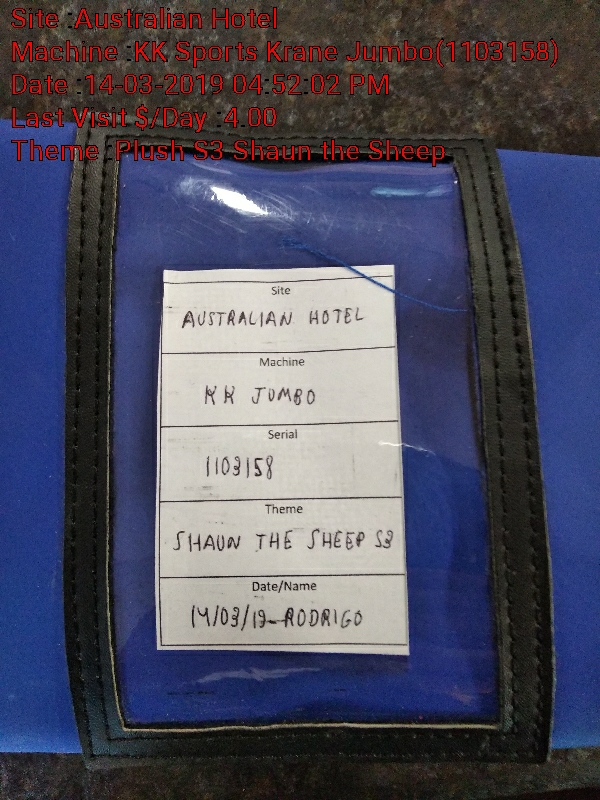 Site :Australian Hotel
Machine :KK Sports Krane Jumbo(1103158)
Date :14-03-2019 04:52:02 PM
Last Visit $/Day :4.00
Theme :Plush S3 Shaun the Sheep
Site
AUSTRALIAN HOTEL
Machine
KK JUMBO
Serial
1103158
Theme
SHAUN THE SHEEP S3
Date/Name
14/03/19-RODRIGO